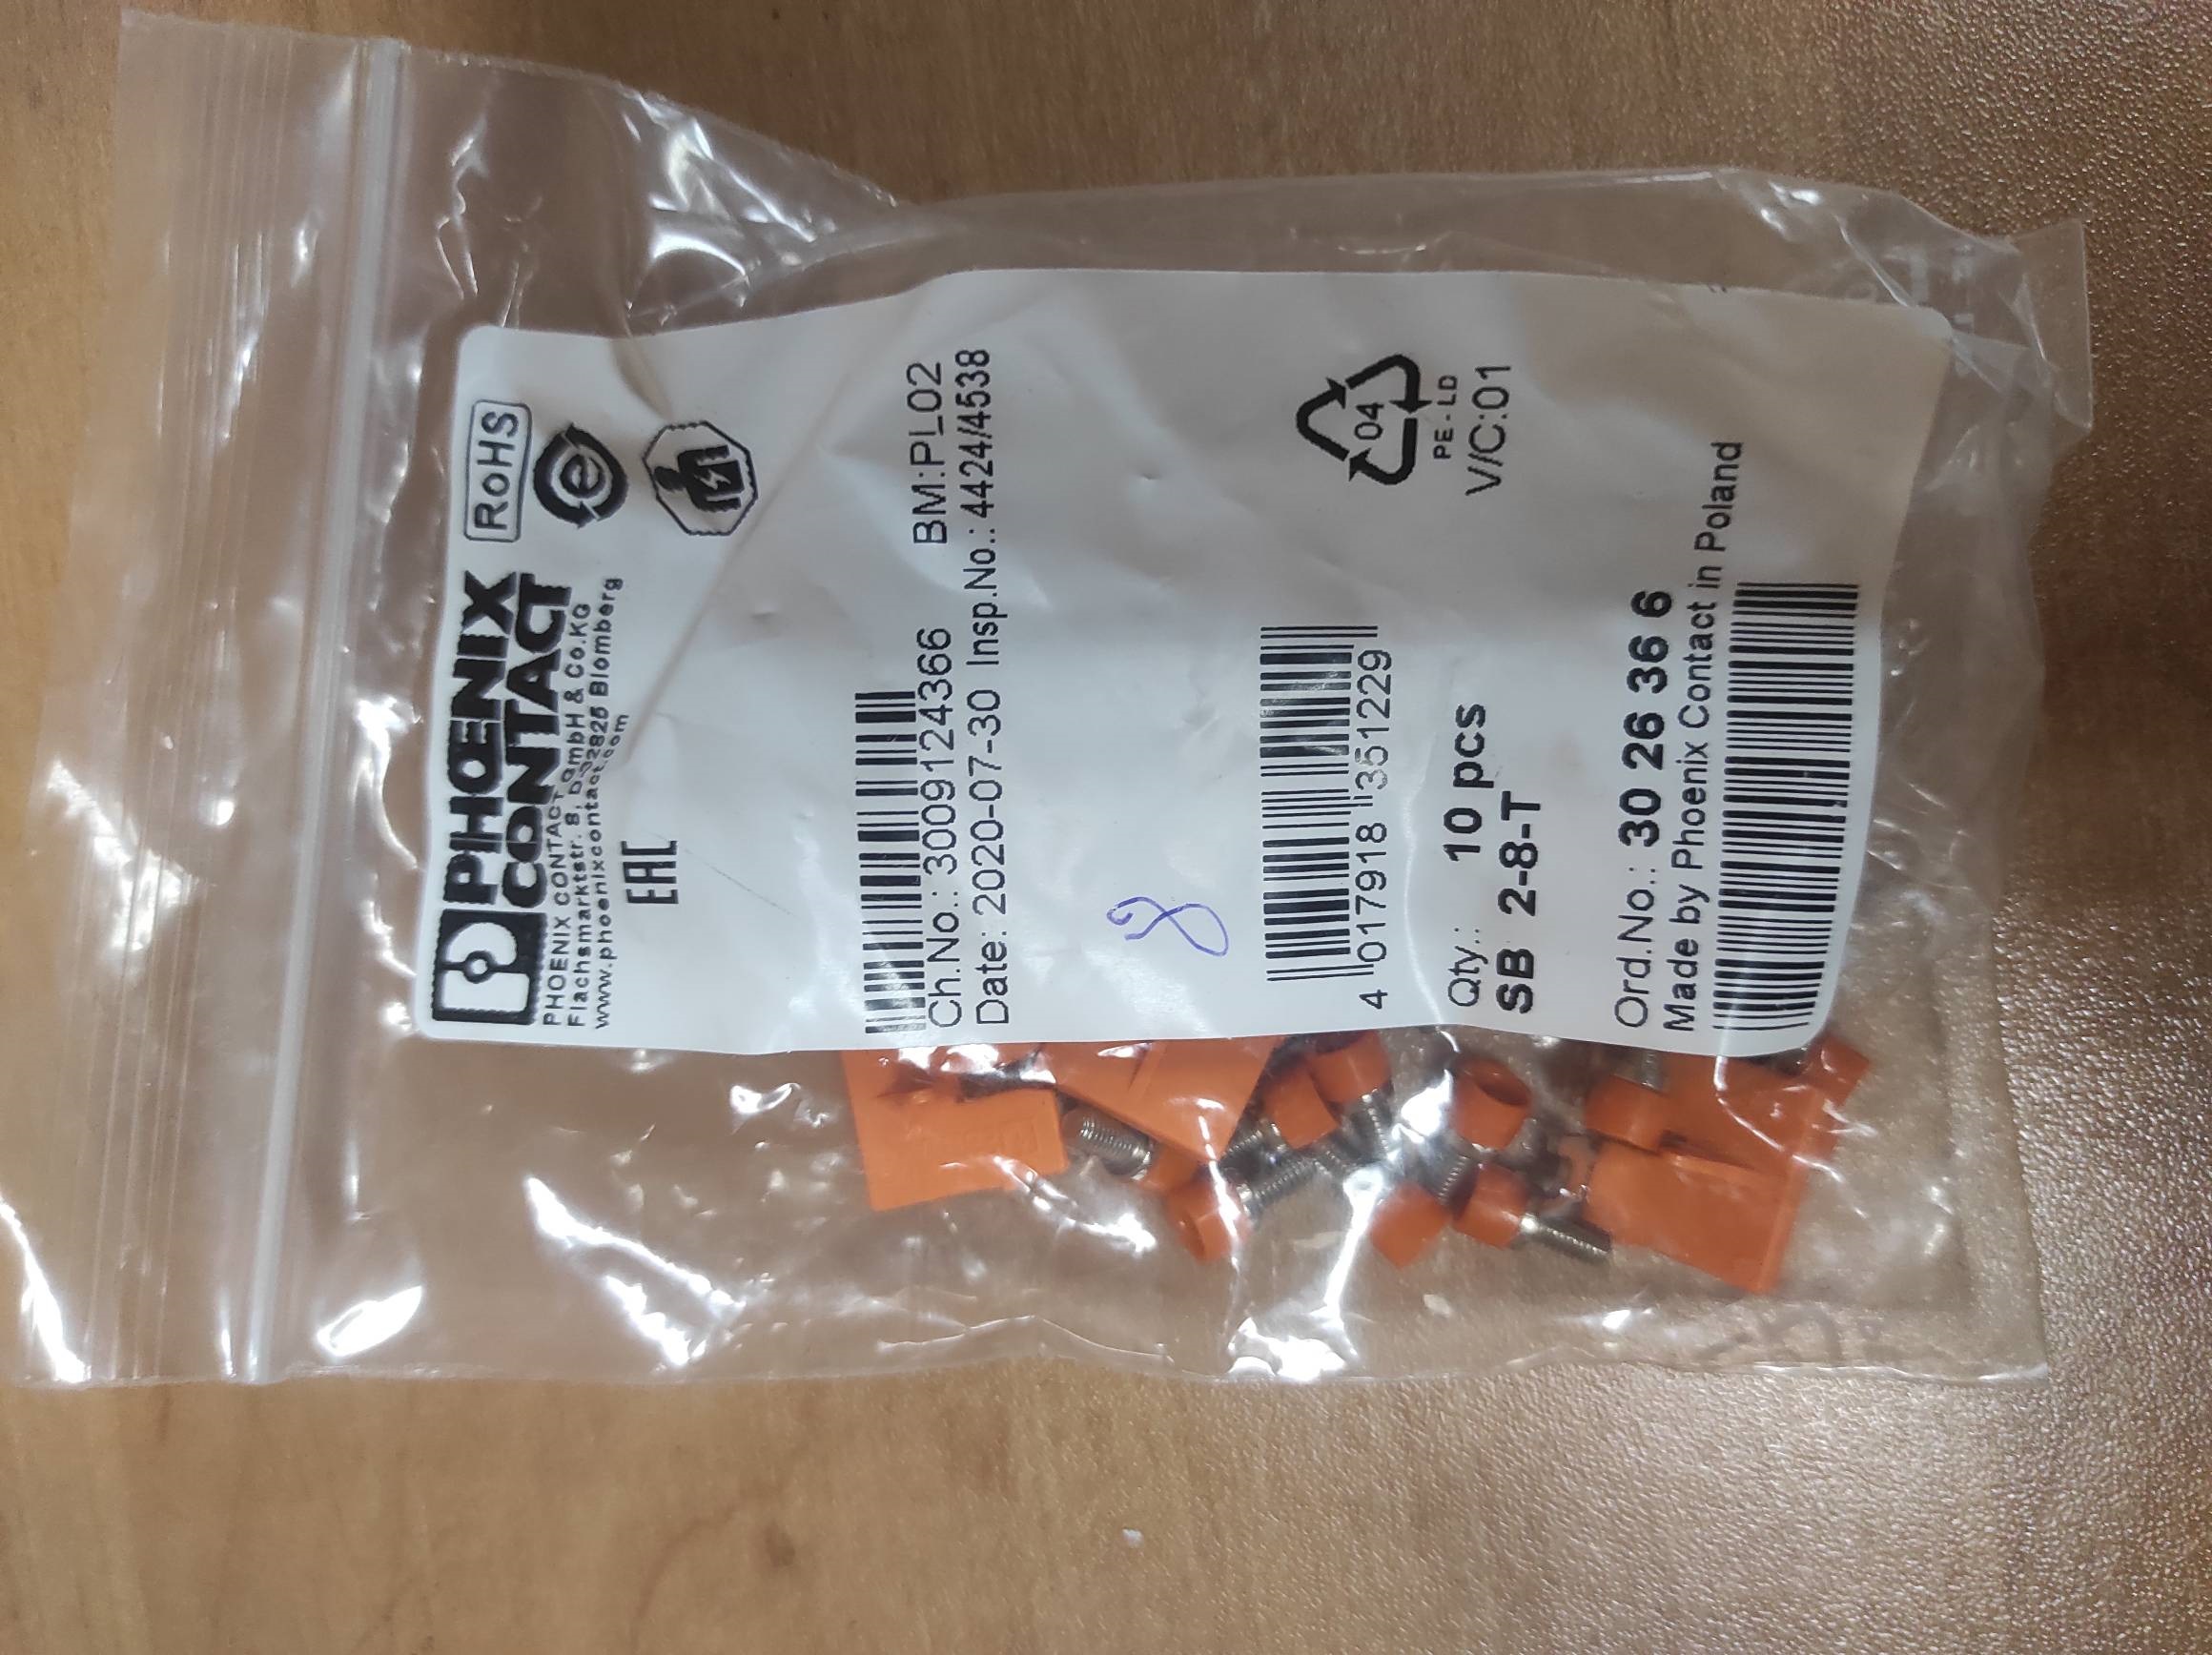 PHŒNIX
CONTACT
RoHS
PHOENIX CONTACT GmbH & Co.KG
Flachsmarktstr. 8, D-32825 Blomberg
www.phoenixcontact.com
e
EAC
Ch.No.: 3009124366 BM:PL02
Date: 2020-07-30 Insp.No.: 4424/4538
8
4 017918 351229
04
PE-LD
V/C:01
Qty.: 10 pcs
SB 2-8-T
Ord.No.: 30 26 36 6
Made by Phoenix Contact in Poland